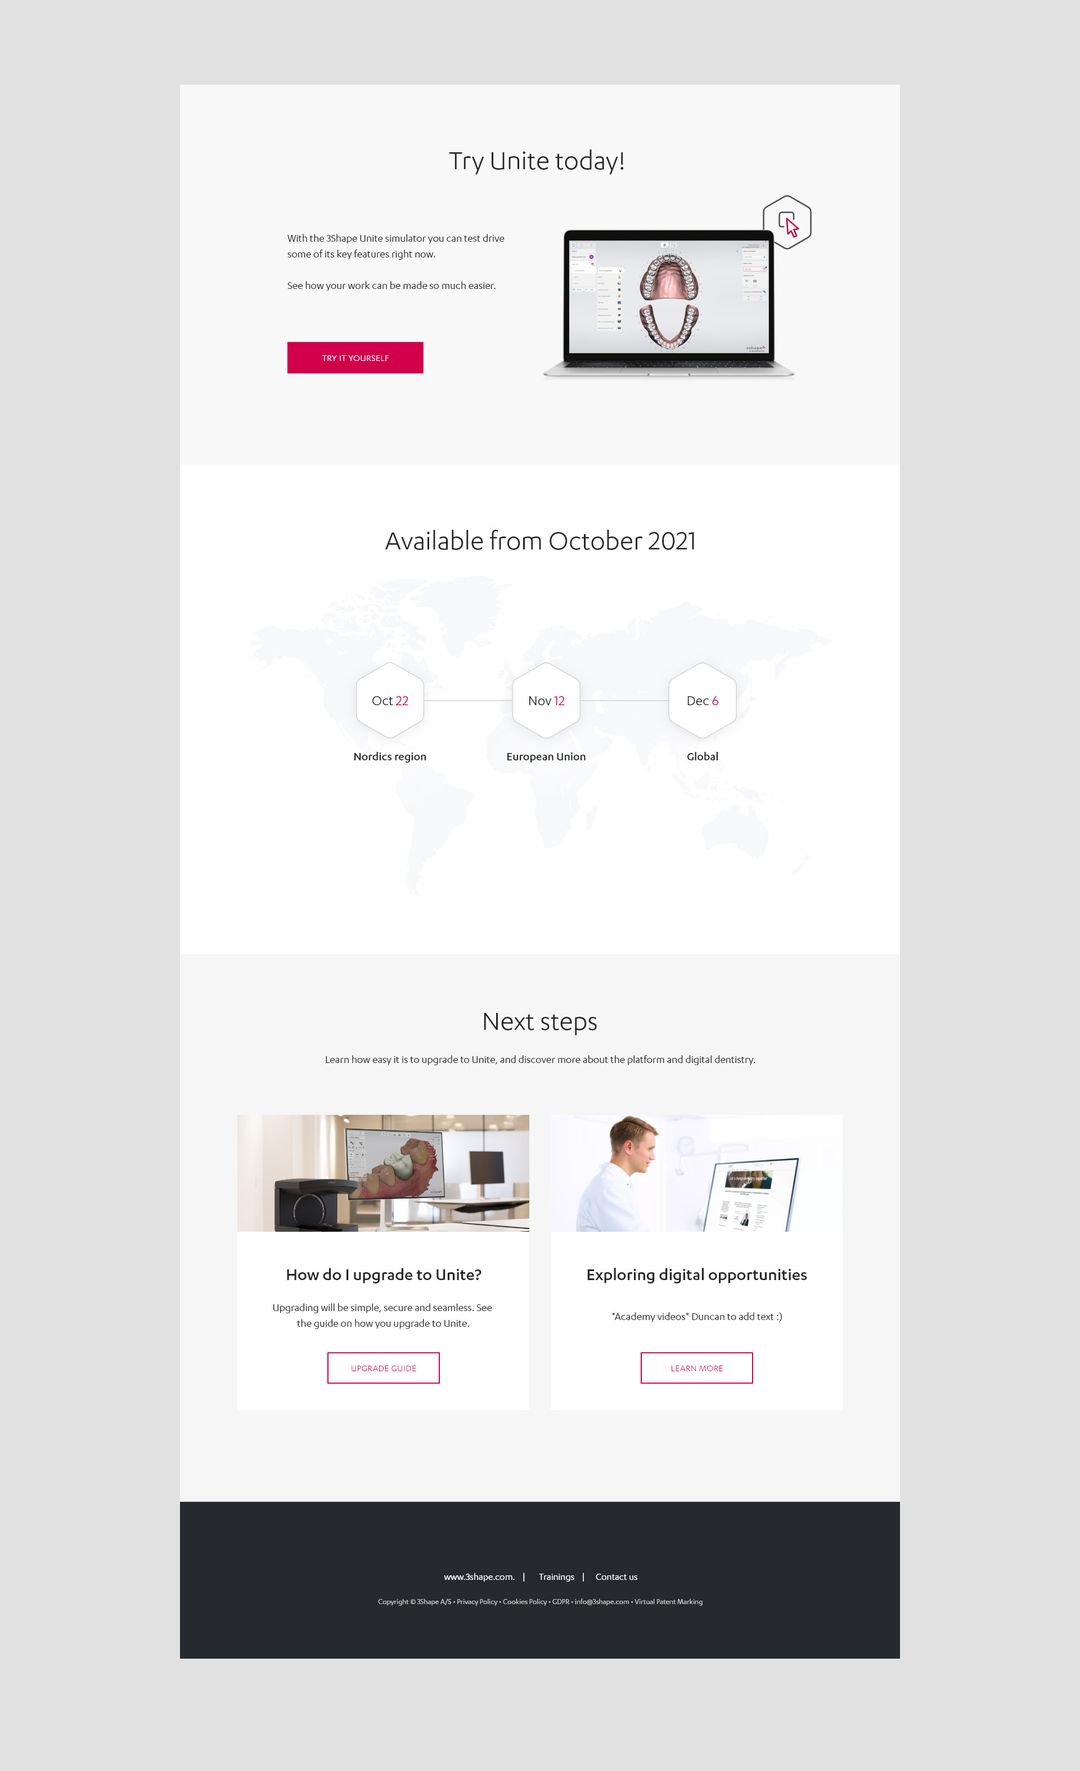 Try Unite today!
With the 3Shape Unite simulator you can test drive
some of its key features right now.
See how your work can be made so much easier.
TRY IT YOURSELF
3shape
Available from October 2021
Oct 22
Nov 12
Dec 6
Nordics region
European Union
Global
Next steps
Learn how easy it is to upgrade to Unite, and discover more about the platform and digital dentistry.
How do I upgrade to Unite?
Upgrading will be simple, secure and seamless. See
the guide on how you upgrade to Unite.
UPGRADE GUIDE
Exploring digital opportunities
*Academy videos* Duncan to add text :)
LEARN MORE
www.3shape.com. | Trainings | Contact us
Copyright © 3Shape A/S • Privacy Policy • Cookies Policy • GDPR • info@3shape.com • Virtual Patent Marking